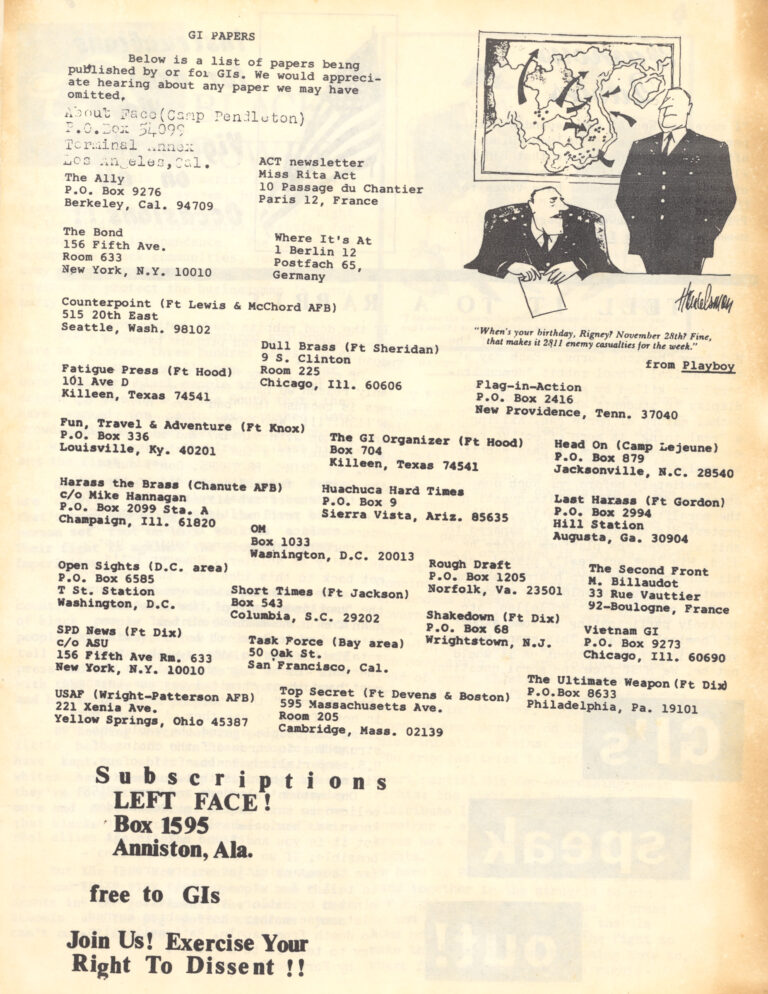 GI PAPERS
Below is a list of papers being
published by or for GIs. We would appreci-
ate hearing about any paper we may have
omitted.
About Face(Camp Pendleton)
P.O.Box 54099
Terminal Annex
Los Angeles,Cal.
The Ally
P.O. Box 9276
Berkeley, Cal. 94709
ACT newsletter
Miss Rita Act
10 Passage du Chantier
Paris 12, France
The Bond
156 Fifth Ave.
Room 633
New York, N.Y. 10010
Where It's At
1 Berlin 12
Postfach 65,
Germany
Counterpoint (Ft Lewis & McChord AFB)
515 20th East
Seattle, Wash. 98102
"When's your birthday, Rigney? November 28th? Fine,
that makes it 2811 enemy casualties for the week."
from Playboy
Dull Brass (Ft Sheridan)
9 S. Clinton
Room 225
Chicago, Ill. 60606
Fatigue Press (Ft Hood)
101 Ave D
Killeen, Texas 74541
Flag-in-Action
P.O. Box 2416
New Providence, Tenn. 37040
Fun, Travel & Adventure (Ft Knox)
P.O. Box 336
Louisville, Ky. 40201
The GI Organizer (Ft Hood)
Box 704
Killeen, Texas 74541
Head On (Camp Lejeune)
P.O. Box 879
Jacksonville, N.C. 28540
Harass the Brass (Chanute AFB)
c/o Mike Hannagan
P.O. Box 2099 Sta. A
Champaign, Ill. 61820
Huachuca Hard Times
P.O. Box 9
Sierra Vista, Ariz. 85635
Last Harass (Ft Gordon)
P.O. Box 2994
Hill Station
Augusta, Ga. 30904
OM
Box 1033
Washington, D.C. 20013
Open Sights (D.C. area)
P.O. Box 6585
T St. Station
Washington, D.C.
Short Times (Ft Jackson)
Box 543
Columbia, S.C. 29202
Rough Draft
P.O. Box 1205
Norfolk, Va. 23501
The Second Front
M. Billaudot
33 Rue Vauttier
92-Boulogne, France
SPD News (Ft Dix)
c/o ASU
156 Fifth Ave Rm. 633
New York, N.Y. 10010
Task Force (Bay area)
50 Oak St.
San Francisco, Cal.
Shakedown (Ft Dix)
P.O. Box 68
Wrightstown, N.J.
Vietnam GI
P.O. Box 9273
Chicago, Ill. 60690
USAF (Wright-Patterson AFB)
221 Xenia Ave.
Yellow Springs, Ohio 45387
Top Secret (Ft Devens & Boston)
595 Massachusetts Ave.
Room 205
Cambridge, Mass. 02139
The Ultimate Weapon (Ft Dix)
P.O.Box 8633
Philadelphia, Pa. 19101
Subscriptions
LEFT FACE!
Box 1595
Anniston, Ala.
free to GIs
Join Us! Exercise Your
Right To Dissent !!
GI's
speak
out!